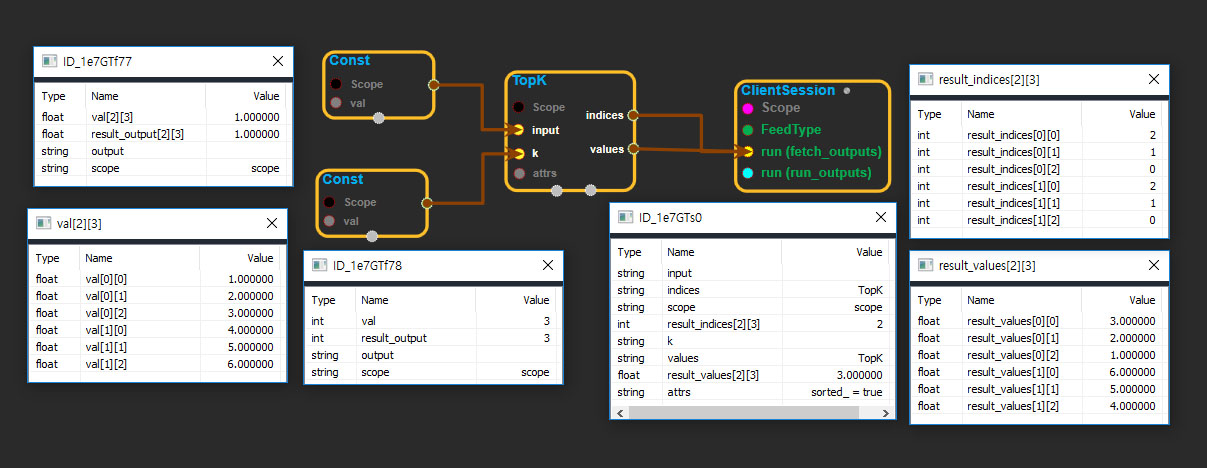 ID_1e7GTf77
Type Name Value
float val[2][3] 1.000000
float result_output[2][3] 1.000000
string output
string scope scope
val[2][3]
Type Name Value
float val[0][0] 1.000000
float val[0][1] 2.000000
float val[0][2] 3.000000
float val[1][0] 4.000000
float val[1][1] 5.000000
float val[1][2] 6.000000
Const
Scope
val
Const
Scope
val
ID_1e7GTf78
Type Name Value
int val 3
int result_output 3
string output
string scope scope
TopK
Scope
indices
input
values
k
attrs
ClientSession
Scope
FeedType
run (fetch_outputs)
run (run_outputs)
ID_1e7GTs0
Type Name Value
string input
string indices TopK
string scope scope
int result_indices[2][3] 2
string k
string values TopK
float result_values[2][3] 3.000000
string attrs sorted_ = true
result_indices[2][3]
Type Name Value
int result_indices[0][0] 2
int result_indices[0][1] 1
int result_indices[0][2] 0
int result_indices[1][0] 2
int result_indices[1][1] 1
int result_indices[1][2] 0
result_values[2][3]
Type Name Value
float result_values[0][0] 3.000000
float result_values[0][1] 2.000000
float result_values[0][2] 1.000000
float result_values[1][0] 6.000000
float result_values[1][1] 5.000000
float result_values[1][2] 4.000000